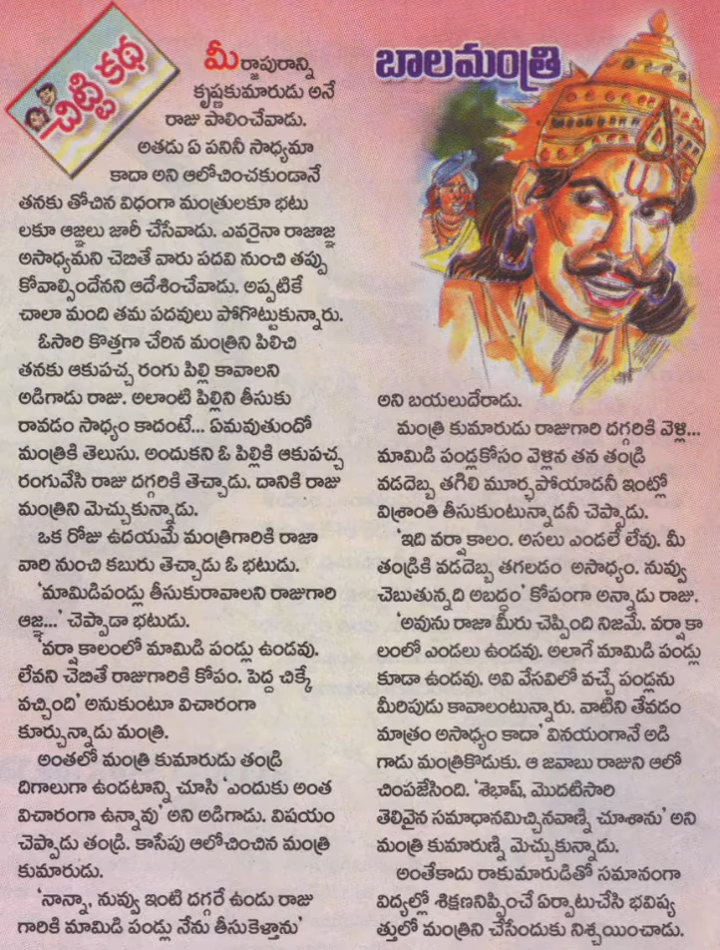 చిట్టి కథ
బాలమంత్రి
మీర్జాపురాన్ని
కృష్ణకుమారుడు అనే
రాజు పాలించేవాడు.
అతడు ఏ పనినీ సాధ్యమా
కాదా అని ఆలోచించకుండానే
తనకు తోచిన విధంగా మంత్రులకూ భటు
లకూ ఆజ్ఞలు జారీ చేసేవాడు. ఎవరైనా రాజాజ్ఞ
అసాధ్యమని చెబితే వారు పదవి నుంచి తప్పు
కోవాల్సిందేనని ఆదేశించేవాడు. అప్పటికే
చాలా మంది తమ పదవులు పోగొట్టుకున్నారు.
ఓసారి కొత్తగా చేరిన మంత్రిని పిలిచి
తనకు ఆకుపచ్చ రంగు పిల్లి కావాలని
అడిగాడు రాజు. అలాంటి పిల్లిని తీసుకు
రావడం సాధ్యం కాదంటే... ఏమవుతుందో
మంత్రికి తెలుసు. అందుకని ఓ పిల్లికి ఆకుపచ్చ
రంగువేసి రాజు దగ్గరికి తెచ్చాడు. దానికి రాజు
మంత్రిని మెచ్చుకున్నాడు.
ఒక రోజు ఉదయమే మంత్రిగారికి రాజా
వారి నుంచి కబురు తెచ్చాడు ఓ భటుడు.
'మామిడిపండ్లు తీసుకురావాలని రాజుగారి
ఆజ్ఞ...' చెప్పాడా భటుడు.
'వర్షాకాలంలో మామిడి పండ్లు ఉండవు.
లేవని చెబితే రాజుగారికి కోపం. పెద్ద చిక్కే
వచ్చింది' అనుకుంటూ విచారంగా
కూర్చున్నాడు మంత్రి.
అంతలో మంత్రి కుమారుడు తండ్రి
దిగాలుగా ఉండటాన్ని చూసి 'ఎందుకు అంత
విచారంగా ఉన్నావు' అని అడిగాడు. విషయం
చెప్పాడు తండ్రి. కాసేపు ఆలోచించిన మంత్రి
కుమారుడు.
'నాన్నా, నువ్వు ఇంటి దగ్గరే ఉండు రాజు
గారికి మామిడి పండ్లు నేను తీసుకెళ్తాను'
అని బయలుదేరాడు.
మంత్రి కుమారుడు రాజుగారి దగ్గరికి వెళ్లి...
మామిడి పండ్లకోసం వెళ్లిన తన తండ్రి
వడదెబ్బ తగిలి మూర్ఛపోయాడనీ ఇంట్లో
విశ్రాంతి తీసుకుంటున్నాడనీ చెప్పాడు.
'ఇది వర్షా కాలం. అసలు ఎండలే లేవు. మీ
తండ్రికి వడదెబ్బ తగలడం అసాధ్యం. నువ్వు
చెబుతున్నది అబద్ధం' కోపంగా అన్నాడు రాజు.
'అవును రాజా మీరు చెప్పింది నిజమే. వర్షా కా
లంలో ఎండలు ఉండవు. అలాగే మామిడి పండ్లు
కూడా ఉండవు. అవి వేసవిలో వచ్చే పండ్లను
మీరిపుడు కావాలంటున్నారు. వాటిని తేవడం
మాత్రం అసాధ్యం కాదా' వినయంగానే అడి
గాడు మంత్రికొడుకు. ఆ జవాబు రాజుని ఆలో
చింపజేసింది. 'శెభాష్, మొదటిసారి
తెలివైన సమాధానమిచ్చినవాణ్ని చూశాను' అని
మంత్రి కుమారుణ్ని మెచ్చుకున్నాడు.
అంతేకాదు రాకుమారుడితో సమానంగా
విద్యల్లో శిక్షణనిప్పించే ఏర్పాటుచేసి భవిష్య
త్తులో మంత్రిని చేసేందుకు నిశ్చయించాడు.